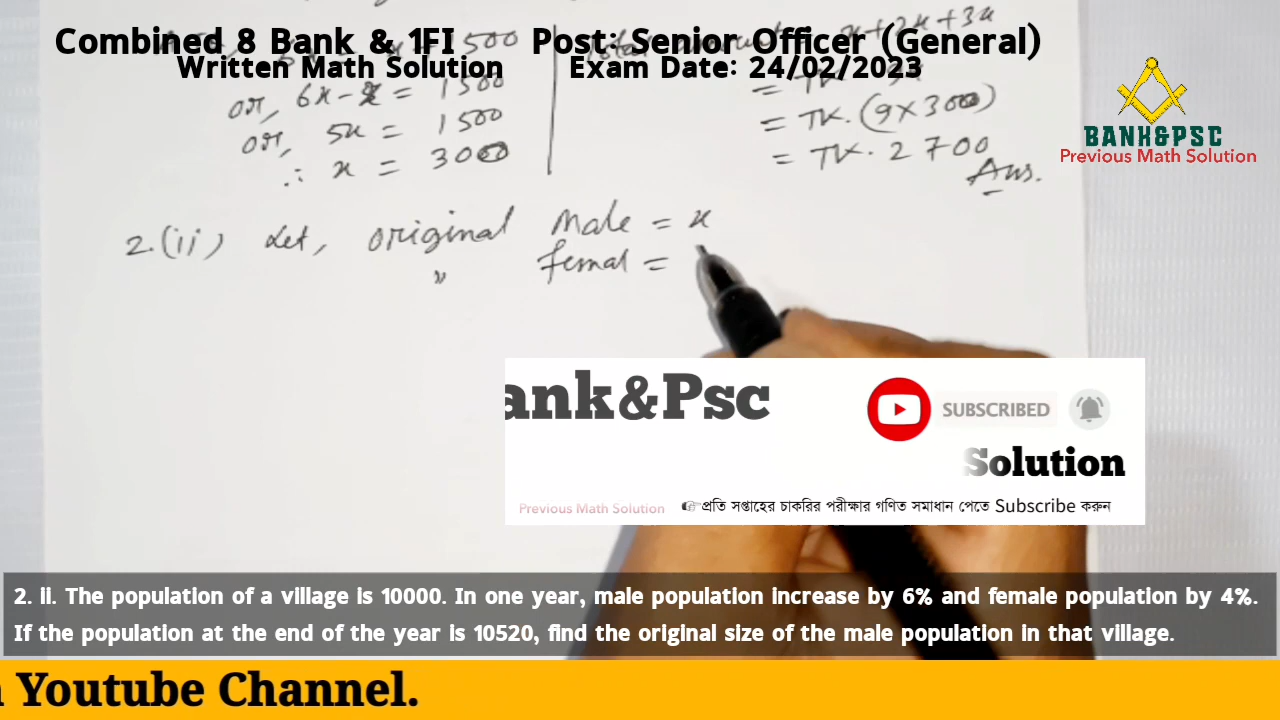 Combined 8 Bank & 1FI Post: Senior Officer (General)
Written Math Solution Exam Date: 24/02/2023
1500
x+2x+3x
or, 6x-x = 1500
or, 5x = 1500
∴ x = 300
= TK.
= TK. (9x300)
= TK. 2700
Ans.
BANK&PSC
Previous Math Solution
2.(ii) Let, original male = x
" femal =
ank&Psc
SUBSCRIBED
Solution
Previous Math Solution
☞প্রতি সপ্তাহের চাকরির পরীক্ষার গণিত সমাধান পেতে Subscribe করুন
2. ii. The population of a village is 10000. In one year, male population increase by 6% and female population by 4%.
If the population at the end of the year is 10520, find the original size of the male population in that village.
Youtube Channel.